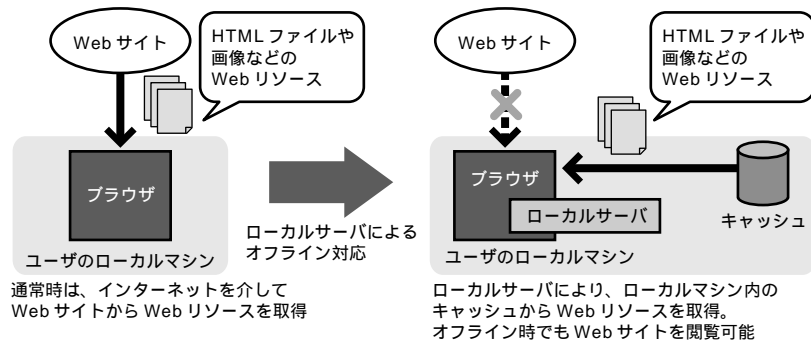 Web サイト
HTML ファイルや
画像などの
Web リソース
ブラウザ
ユーザのローカルマシン
通常時は、インターネットを介して
Web サイトから Web リソースを取得
ローカルサーバによる
オフライン対応
Web サイト
HTML ファイルや
画像などの
Web リソース
ブラウザ
ローカルサーバ
キャッシュ
ユーザのローカルマシン
ローカルサーバにより、ローカルマシン内の
キャッシュから Web リソースを取得。
オフライン時でも Web サイトを閲覧可能